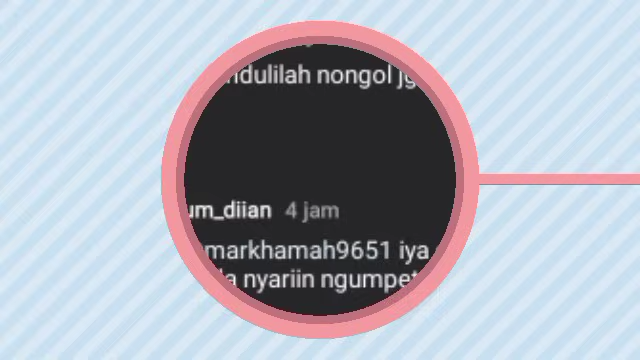 ndulilah nongol jg
um_diian 4 jam
markhamah9651 iya
a nyariin ngumpet